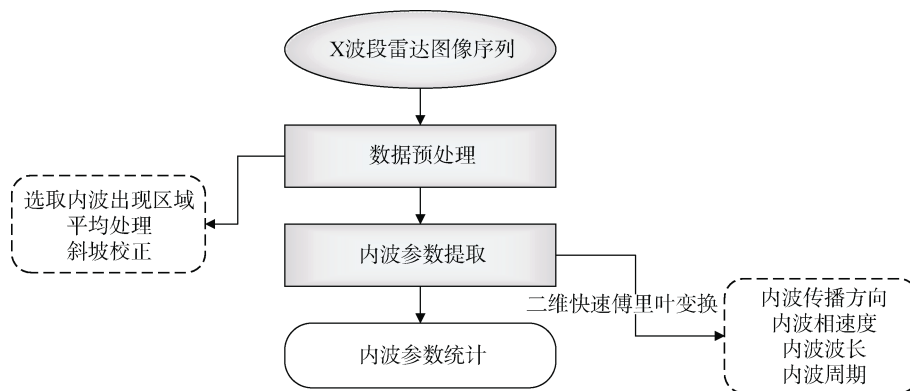 X波段雷达图像序列
数据预处理
选取内波出现区域
平均处理
斜坡校正
内波参数提取
二维快速傅里叶变换
内波传播方向
内波相速度
内波波长
内波周期
内波参数统计